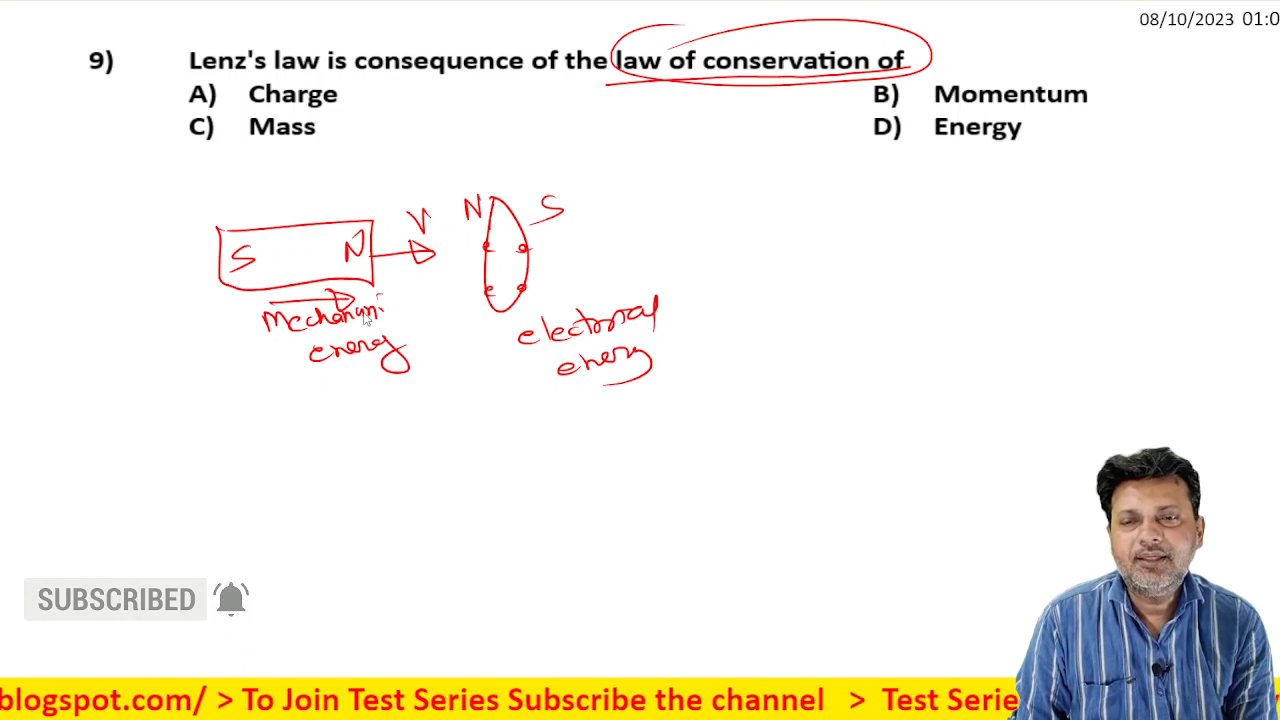 08/10/2023 01:0
9) Lenz's law is consequence of the law of conservation of
A) Charge B) Momentum
C) Mass D) Energy
N S
V
S N
Mechani
energy
electrical
energy
SUBSCRIBED
blogspot.com/ > To Join Test Series Subscribe the channel > Test Serie